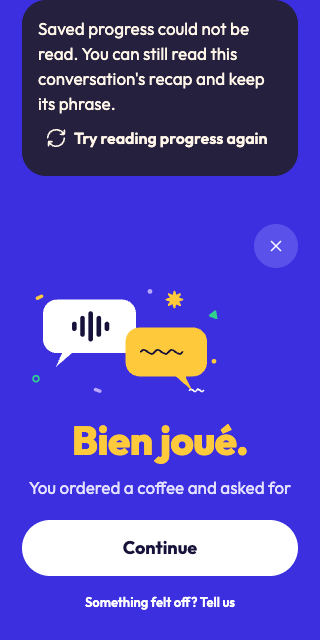 Saved progress could not be
read. You can still read this
conversation's recap and keep
its phrase.
Try reading progress again
Bien joué.
You ordered a coffee and asked for
Continue
Something felt off? Tell us